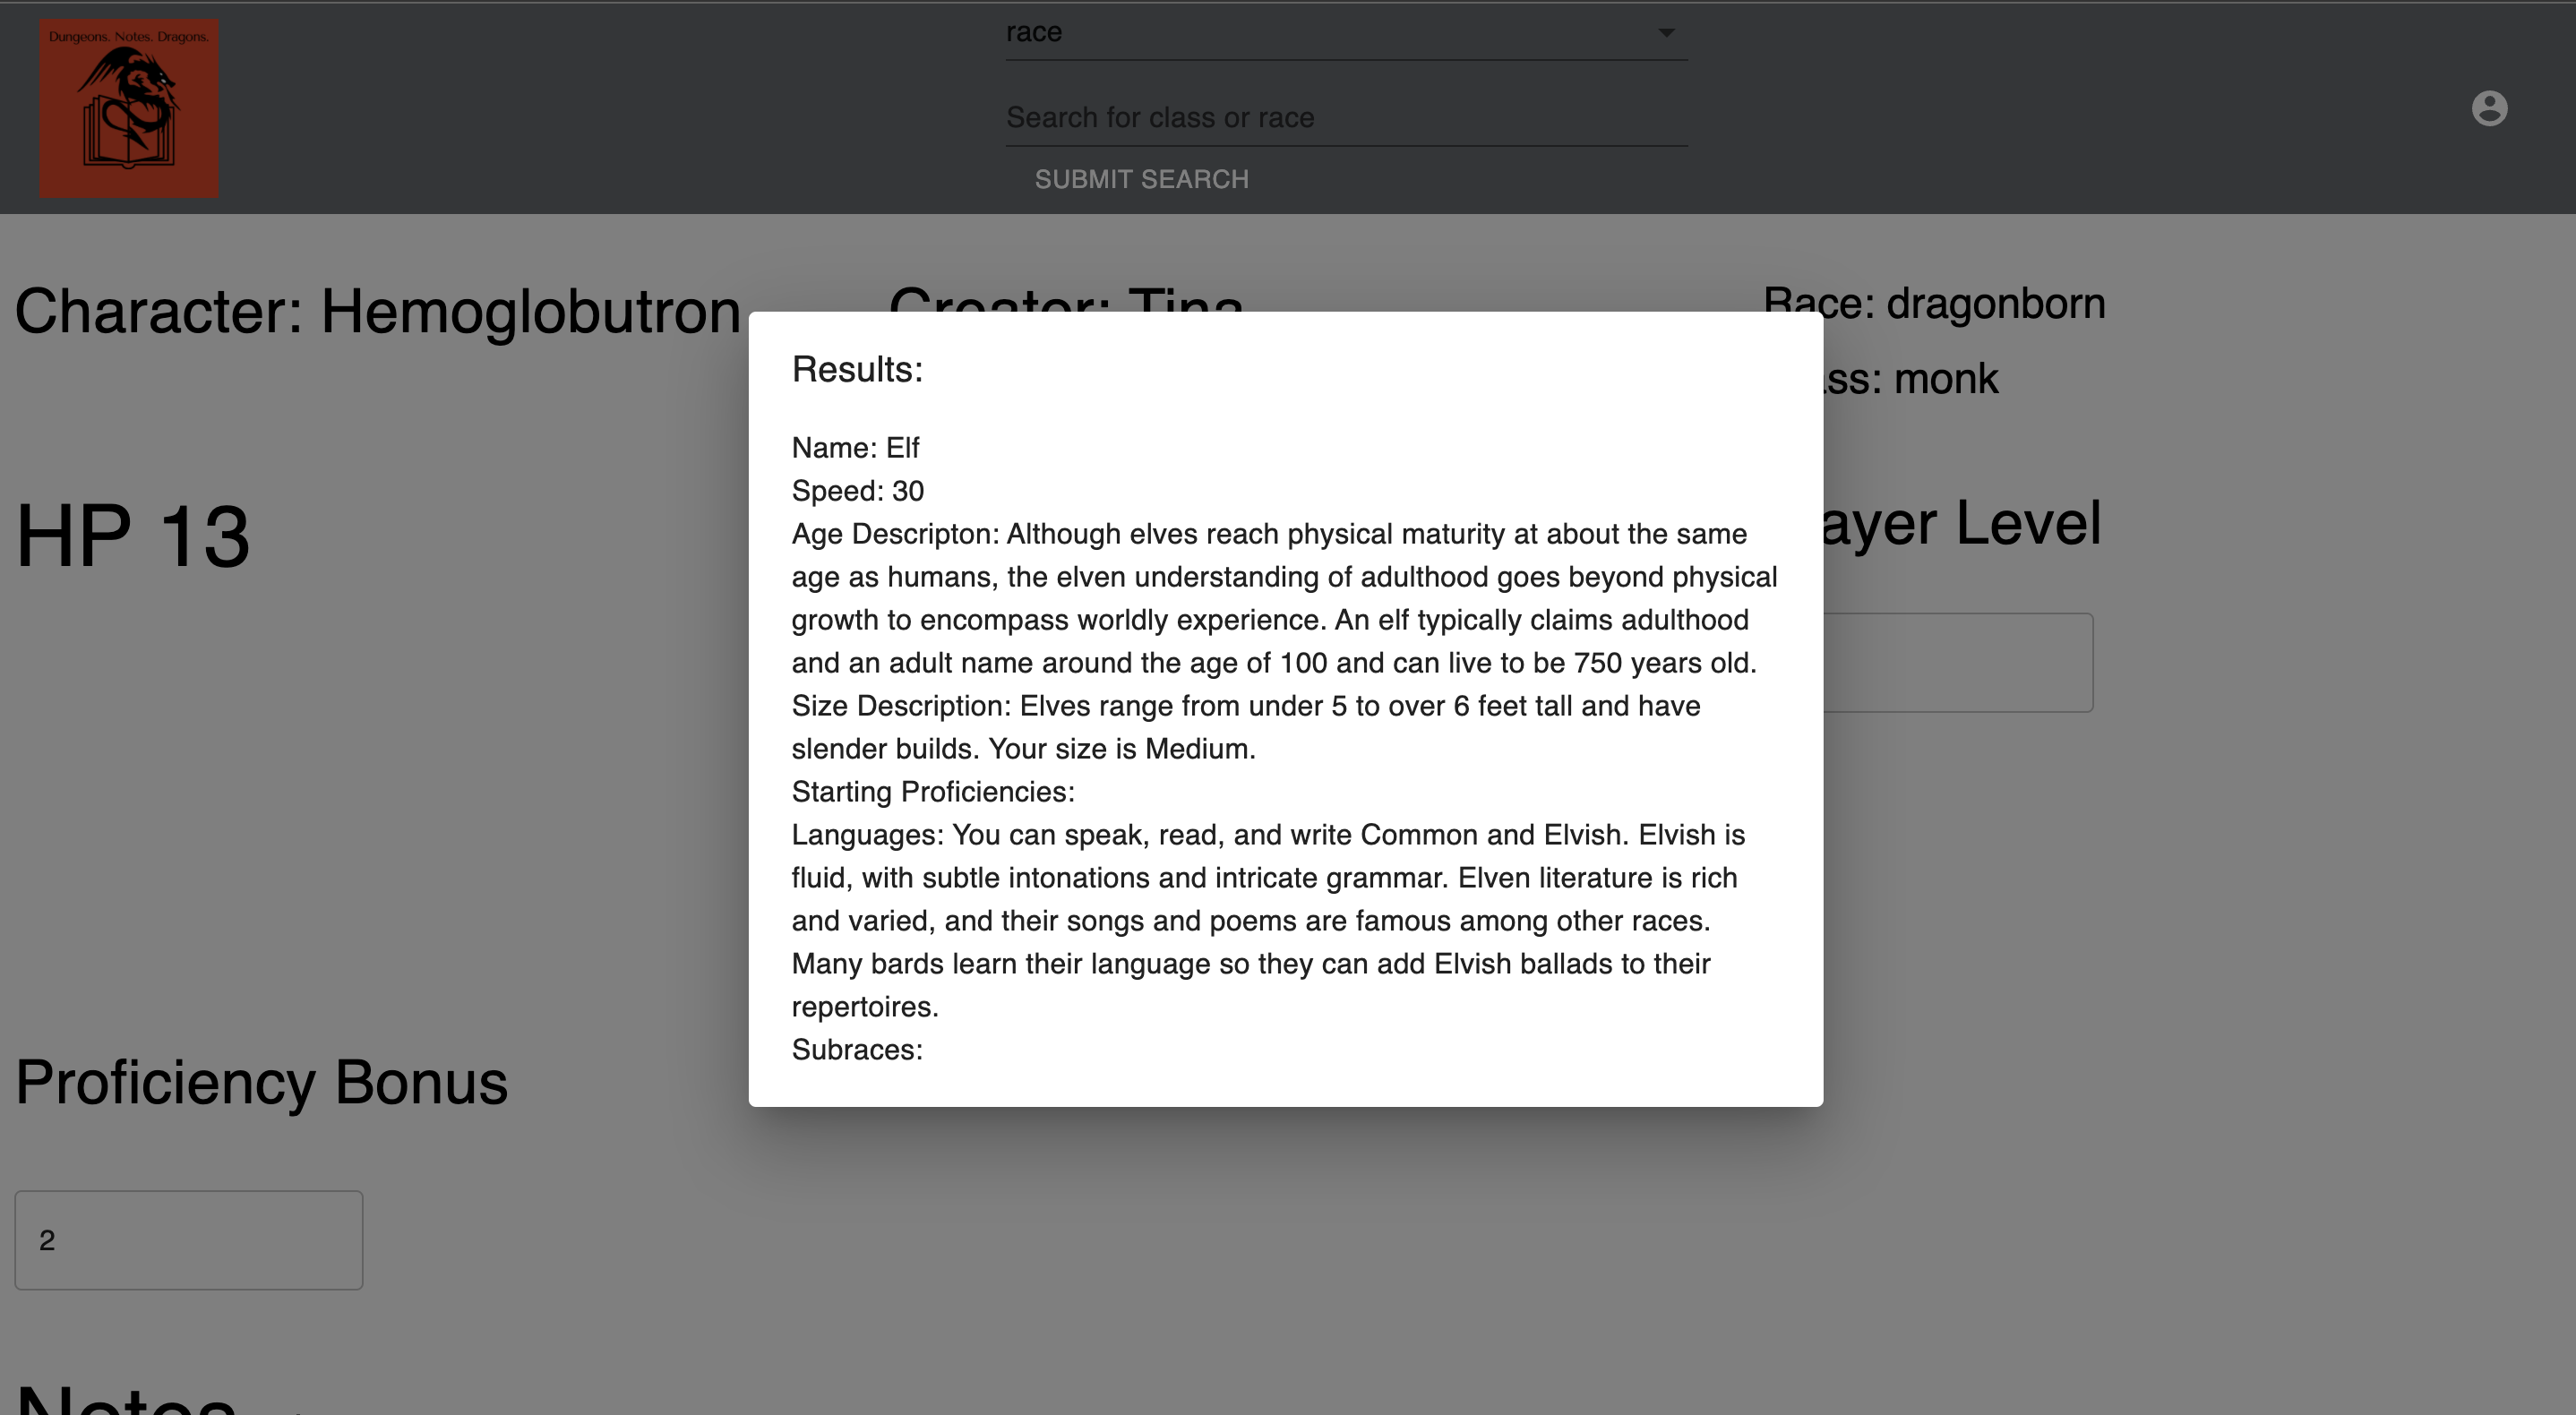 Dungeons. Notes. Dragons.
race
Search for class or race
SUBMIT SEARCH
Character: Hemoglobutron
Creator: Tina
Race: dragonborn
ss: monk
HP 13
ayer Level
Results:
Name: Elf
Speed: 30
Age Descripton: Although elves reach physical maturity at about the same
age as humans, the elven understanding of adulthood goes beyond physical
growth to encompass worldly experience. An elf typically claims adulthood
and an adult name around the age of 100 and can live to be 750 years old.
Size Description: Elves range from under 5 to over 6 feet tall and have
slender builds. Your size is Medium.
Starting Proficiencies:
Languages: You can speak, read, and write Common and Elvish. Elvish is
fluid, with subtle intonations and intricate grammar. Elven literature is rich
and varied, and their songs and poems are famous among other races.
Many bards learn their language so they can add Elvish ballads to their
repertoires.
Subraces:
Proficiency Bonus
2
Notes